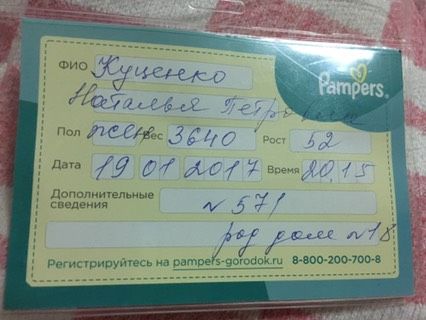 ФИО Куценко
Pampers.
Наталья Петровна
Пол жен Вес 3640 Рост 52
Дата 19 01 2017 Время 20.15
Дополнительные сведения № 571
род дом №18
Регистрируйтесь на pampers-gorodok.ru 8-800-200-700-8